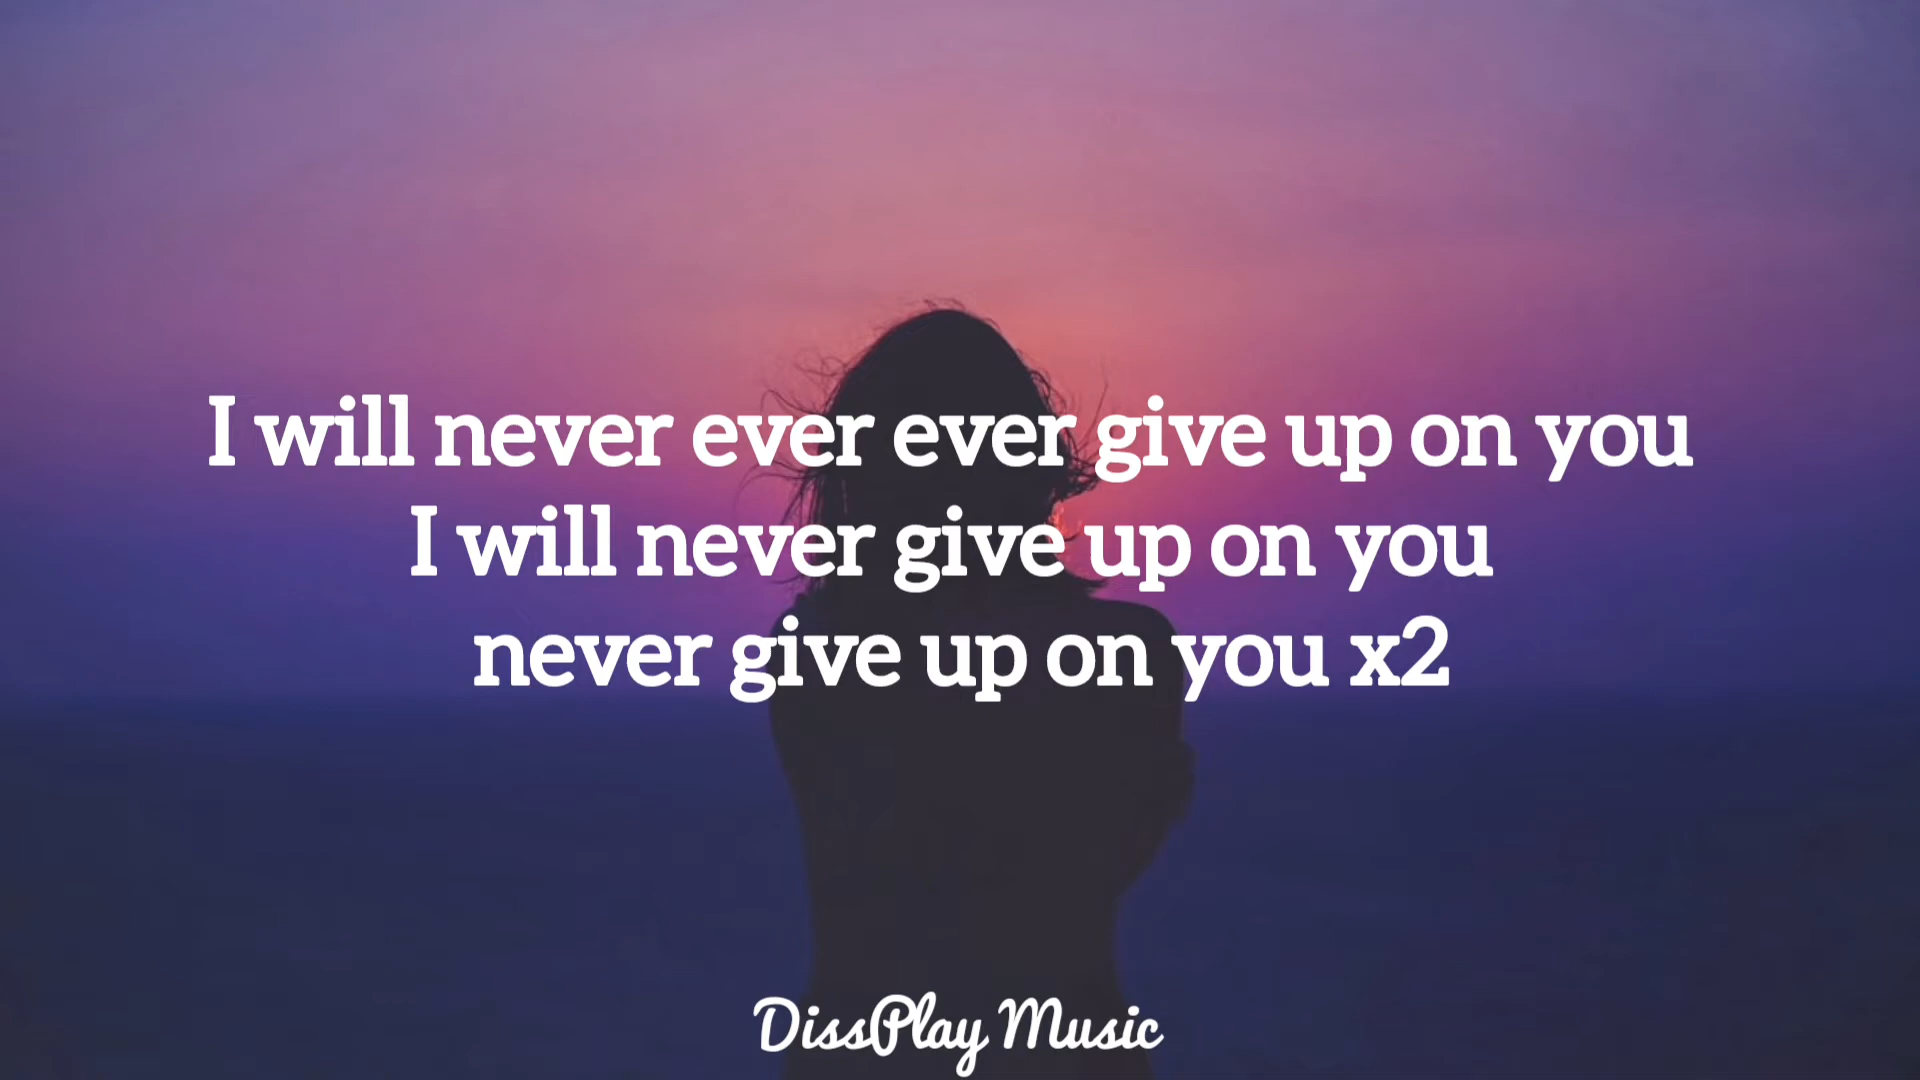 I will never ever ever give up on you
I will never give up on you
never give up on you x2
DissPlay Music